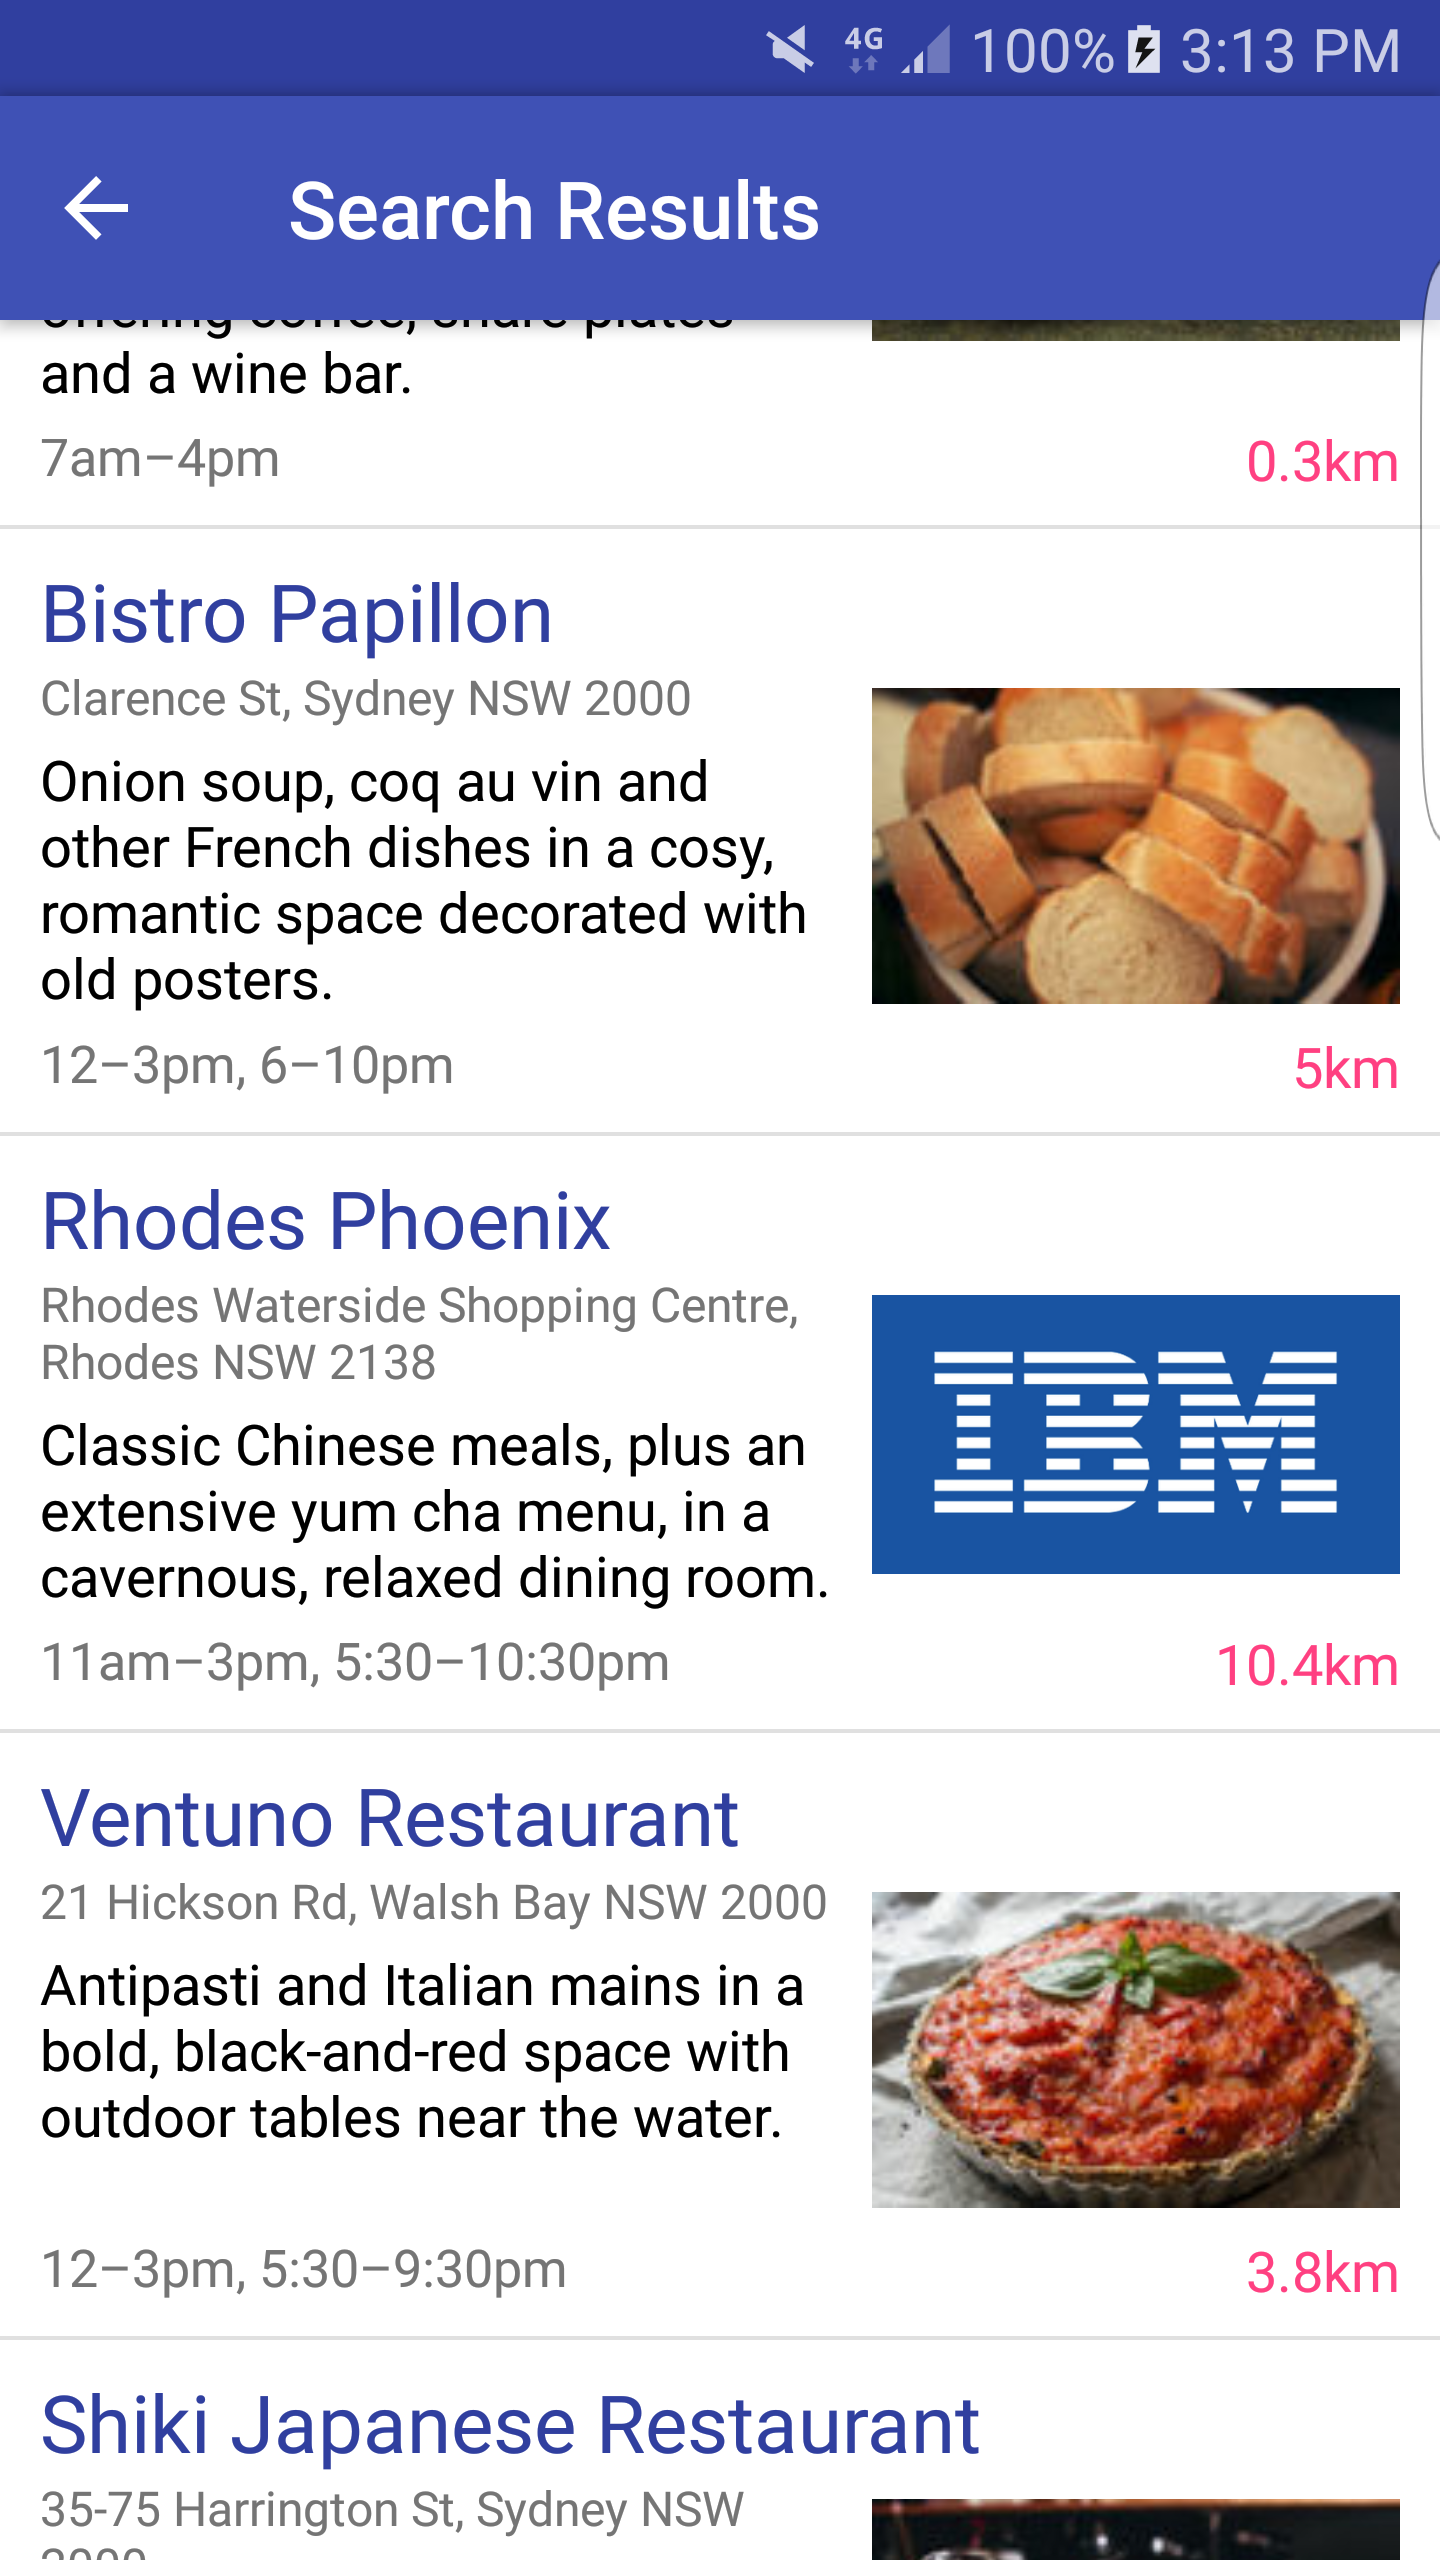 4G 100% 3:13 PM
Search Results
offering coffee, share plates
and a wine bar.
7am–4pm
0.3km
Bistro Papillon
Clarence St, Sydney NSW 2000
Onion soup, coq au vin and
other French dishes in a cosy,
romantic space decorated with
old posters.
12–3pm, 6–10pm
5km
Rhodes Phoenix
Rhodes Waterside Shopping Centre,
Rhodes NSW 2138
IBM
Classic Chinese meals, plus an
extensive yum cha menu, in a
cavernous, relaxed dining room.
11am–3pm, 5:30–10:30pm
10.4km
Ventuno Restaurant
21 Hickson Rd, Walsh Bay NSW 2000
Antipasti and Italian mains in a
bold, black-and-red space with
outdoor tables near the water.
12–3pm, 5:30–9:30pm
3.8km
Shiki Japanese Restaurant
35-75 Harrington St, Sydney NSW
2000